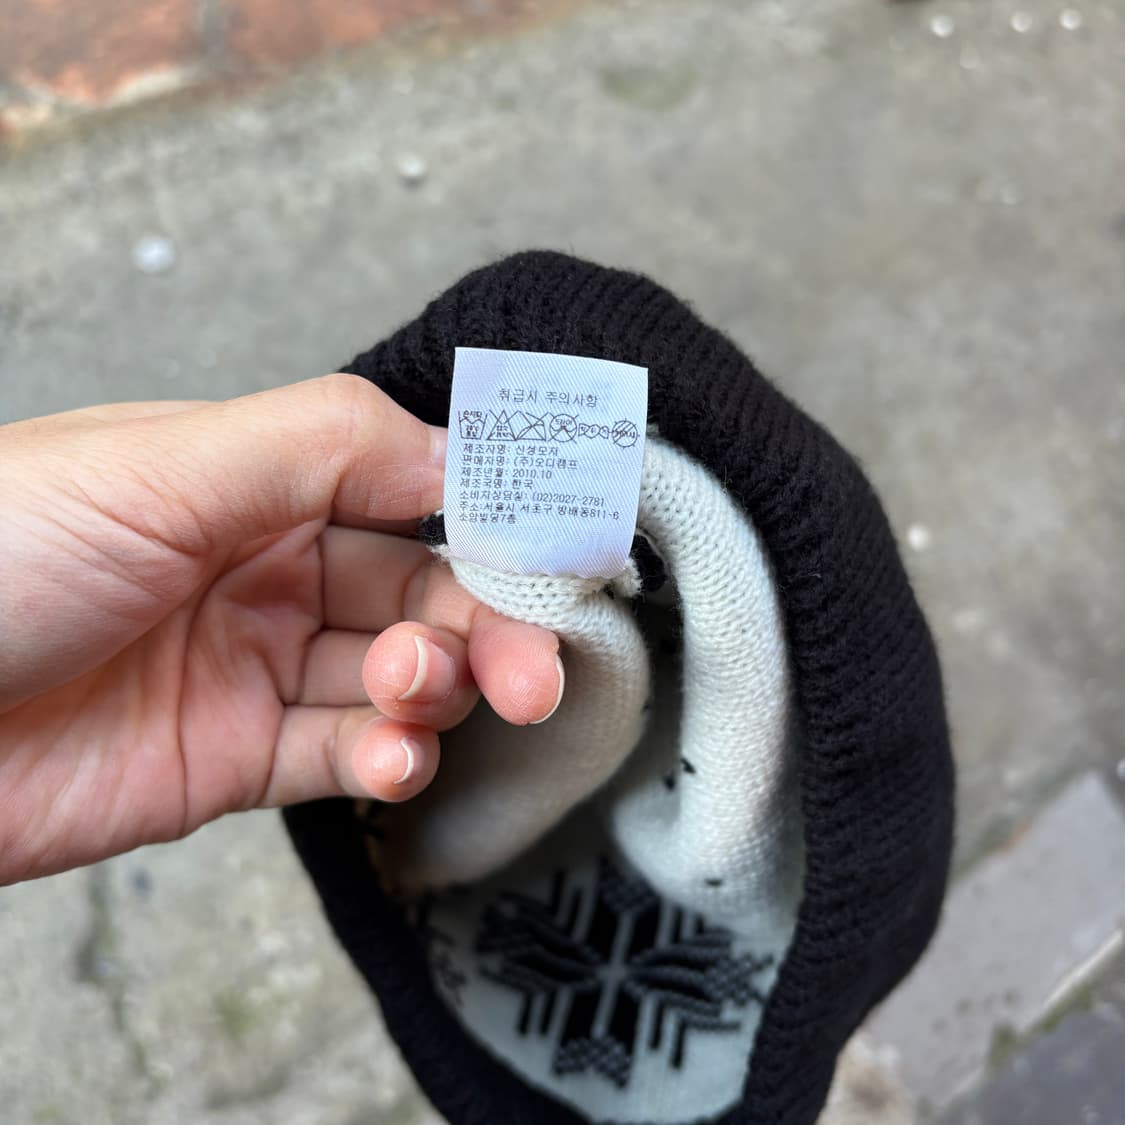 취급시 주의사항
제조자명: 신성모자
판매자명: (주)오디캠프
제조년월: 2010.10
제조국명: 한국
소비자상담실: (02)2027-2781
주소:서울시 서초구 방배동811-6
소암빌딩7층